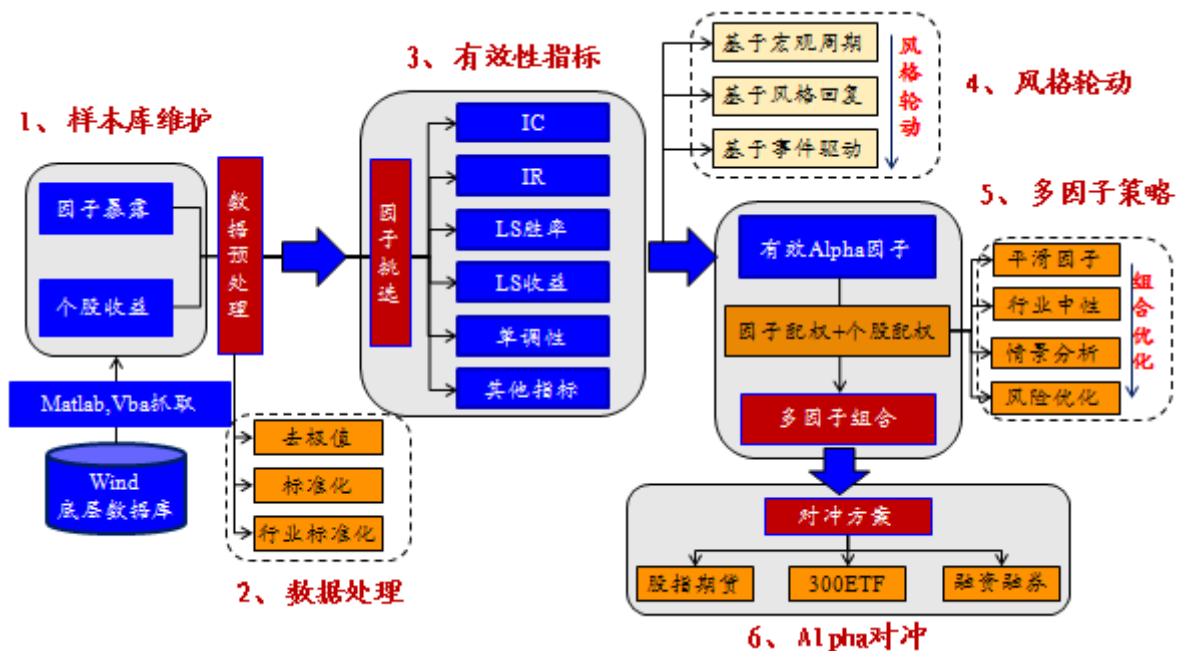 1、样本库维护
因子暴露
个股收益
Matlab,Vba抓取
Wind
底层数据库
数据预处理
去极值
标准化
行业标准化
2、数据处理
3、有效性指标
因子挑选
IC
IR
LS胜率
LS收益
单调性
其他指标
基于宏观周期
基于风格回复
基于事件驱动
风格轮动
4、风格轮动
5、多因子策略
有效Alpha因子
因子配权+个股配权
多因子组合
平滑因子
行业中性
情景分析
风险优化
组合优化
对冲方案
股指期货
300ETF
融资融券
6、Alpha对冲